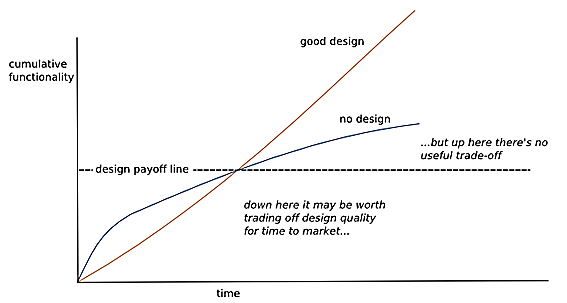 good design
cumulative
functionality
no design
...but up here there's no
useful trade-off
design payoff line
down here it may be worth
trading off design quality
for time to market...
time